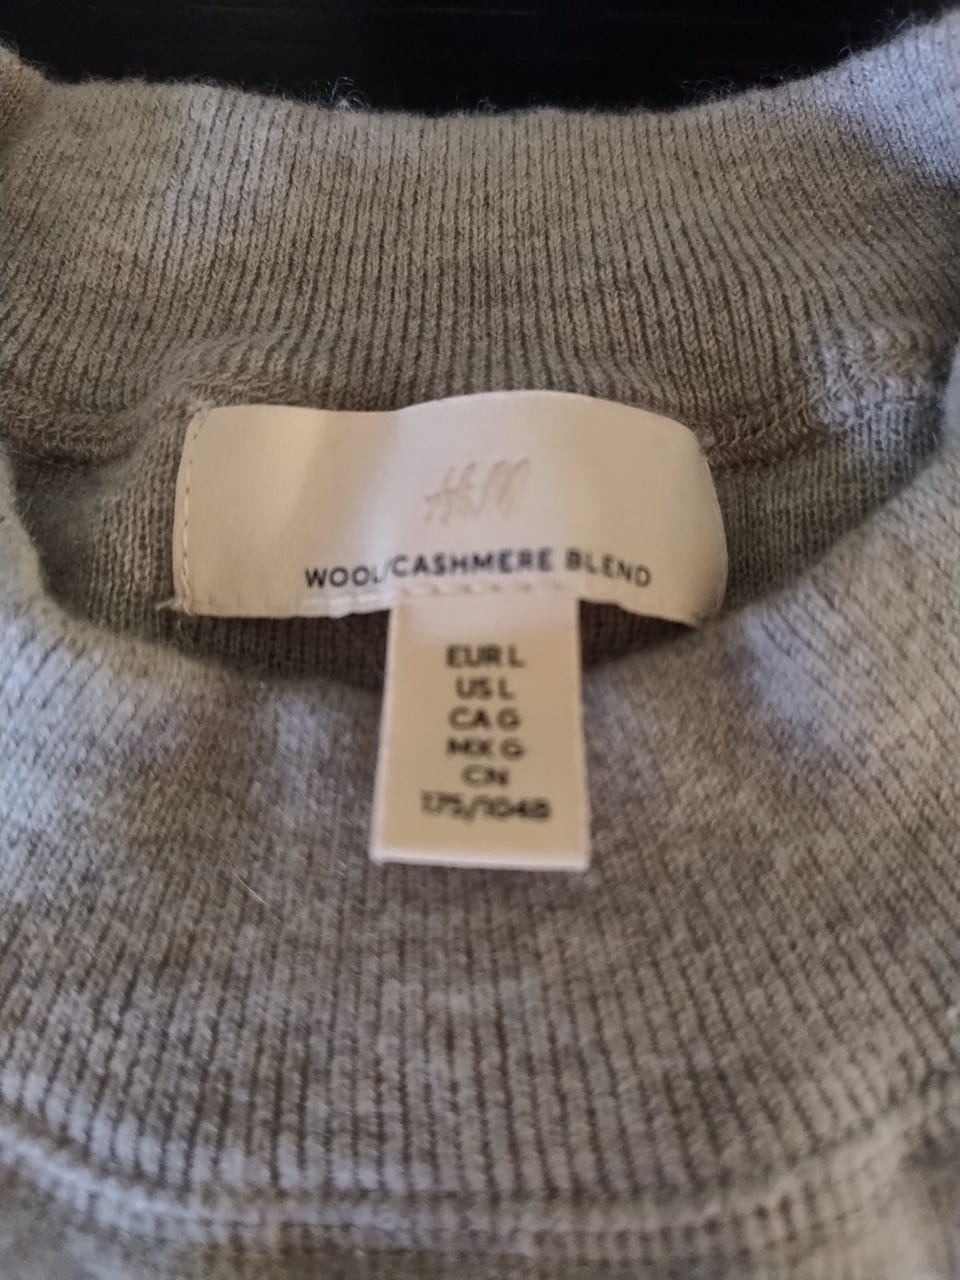 H&M
WOOL/CASHMERE BLEND
EUR L
US L
CA G
MX G
CN
175/104B